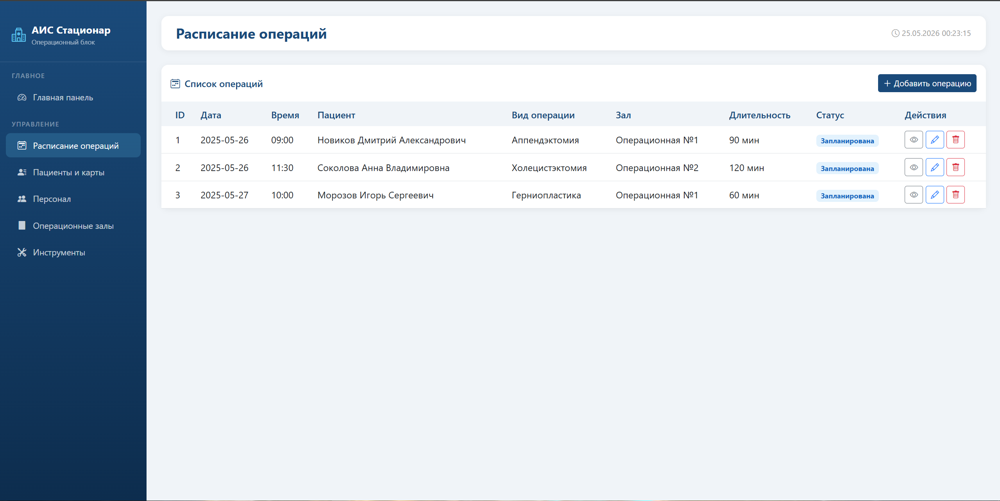 АИС Стационар
Операционный блок
ГЛАВНОЕ
Главная панель
УПРАВЛЕНИЕ
Расписание операций
Пациенты и карты
Персонал
Операционные залы
Инструменты
Расписание операций
25.05.2026 00:23:15
Список операций
+ Добавить операцию
ID Дата Время Пациент Вид операции Зал Длительность Статус Действия
1 2025-05-26 09:00 Новиков Дмитрий Александрович Аппендэктомия Операционная №1 90 мин Запланирована
2 2025-05-26 11:30 Соколова Анна Владимировна Холецистэктомия Операционная №2 120 мин Запланирована
3 2025-05-27 10:00 Морозов Игорь Сергеевич Герниопластика Операционная №1 60 мин Запланирована